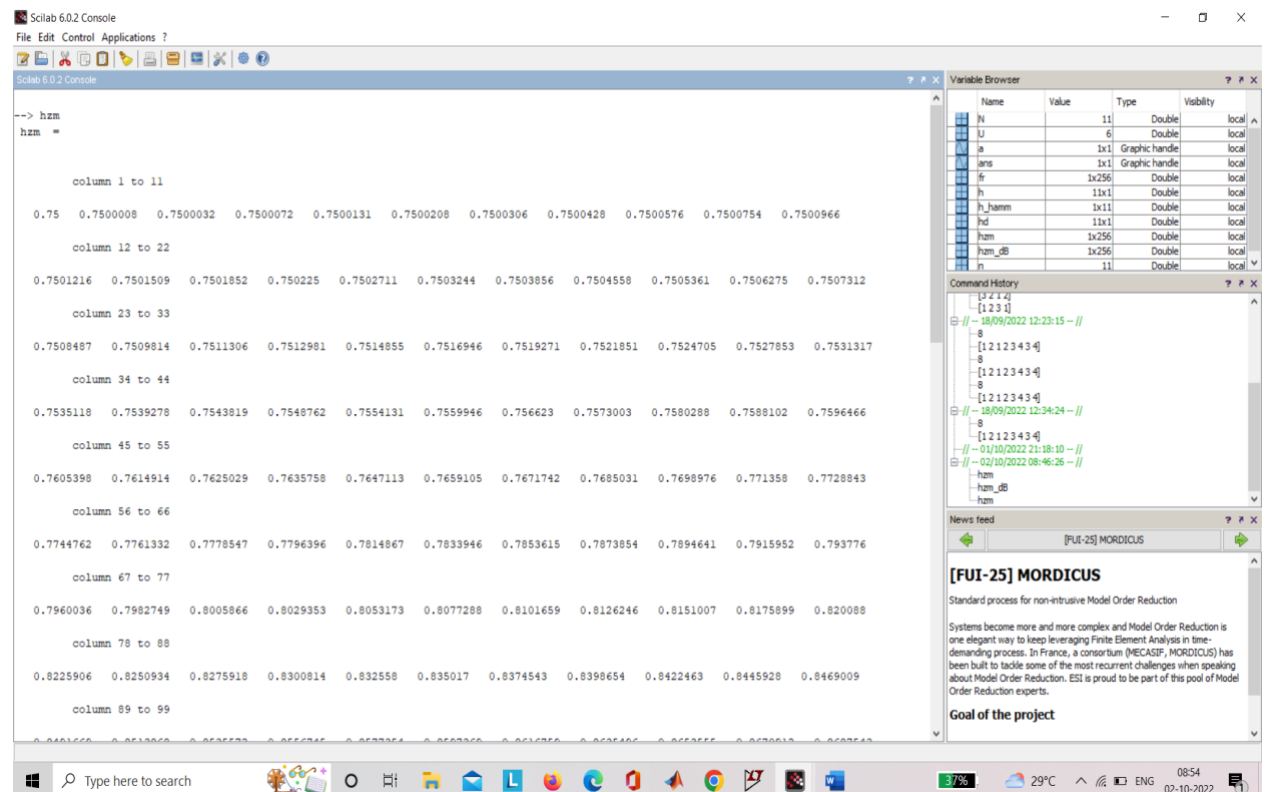 Scilab 6.0.2 Console
File Edit Control Applications ?
Scilab 6.0.2 Console
--> hzm
hzm =
column 1 to 11
0.75 0.7500008 0.7500032 0.7500072 0.7500131 0.7500208 0.7500306 0.7500428 0.7500576 0.7500754 0.7500966
column 12 to 22
0.7501216 0.7501509 0.7501852 0.750225 0.7502711 0.7503244 0.7503856 0.7504558 0.7505361 0.7506275 0.7507312
column 23 to 33
0.7508487 0.7509814 0.7511306 0.7512981 0.7514855 0.7516946 0.7519271 0.7521851 0.7524705 0.7527853 0.7531317
column 34 to 44
0.7535118 0.7539278 0.7543819 0.7548762 0.7554131 0.7559946 0.756623 0.7573003 0.7580288 0.7588102 0.7596466
column 45 to 55
0.7605398 0.7614914 0.7625029 0.7635758 0.7647113 0.7659105 0.7671742 0.7685031 0.7698976 0.771358 0.7728843
column 56 to 66
0.7744762 0.7761332 0.7778547 0.7796396 0.7814867 0.7833946 0.7853615 0.7873854 0.7894641 0.7915952 0.793776
column 67 to 77
0.7960036 0.7982749 0.8005866 0.8029353 0.8053173 0.8077288 0.8101659 0.8126246 0.8151007 0.8175899 0.820088
column 78 to 88
0.8225906 0.8250934 0.8275918 0.8300814 0.832558 0.835017 0.8374543 0.8398654 0.8422463 0.8445928 0.8469009
column 89 to 99
Variable Browser
Name Value Type Visibility
N 11 Double local
U 6 Double local
a 1x1 Graphic handle local
ans 1x1 Graphic handle local
fr 1x256 Double local
h 11x1 Double local
h_hamm 1x11 Double local
hd 11x1 Double local
hzm 1x256 Double local
hzm_dB 1x256 Double local
n 11 Double local
Command History
[3 2 1 2]
[1 2 3 1]
// -- 18/09/2022 12:23:15 -- //
8
[1 2 1 2 3 4 3 4]
8
[1 2 1 2 3 4 3 4]
8
[1 2 1 2 3 4 3 4]
// -- 18/09/2022 12:34:24 -- //
8
[1 2 1 2 3 4 3 4]
// -- 01/10/2022 21:18:10 -- //
// -- 02/10/2022 08:46:26 -- //
hzm
hzm_dB
hzm
News feed
[FUI-25] MORDICUS
[FUI-25] MORDICUS
Standard process for non-intrusive Model Order Reduction
Systems become more and more complex and Model Order Reduction is
one elegant way to keep leveraging Finite Element Analysis in time-
demanding process. In France, a consortium (MECASIF, MORDICUS) has
been built to tackle some of the most recurrent challenges when speaking
about Model Order Reduction. ESI is proud to be part of this pool of Model
Order Reduction experts.
Goal of the project
Type here to search
37%
29°C
ENG
08:54
02-10-2022